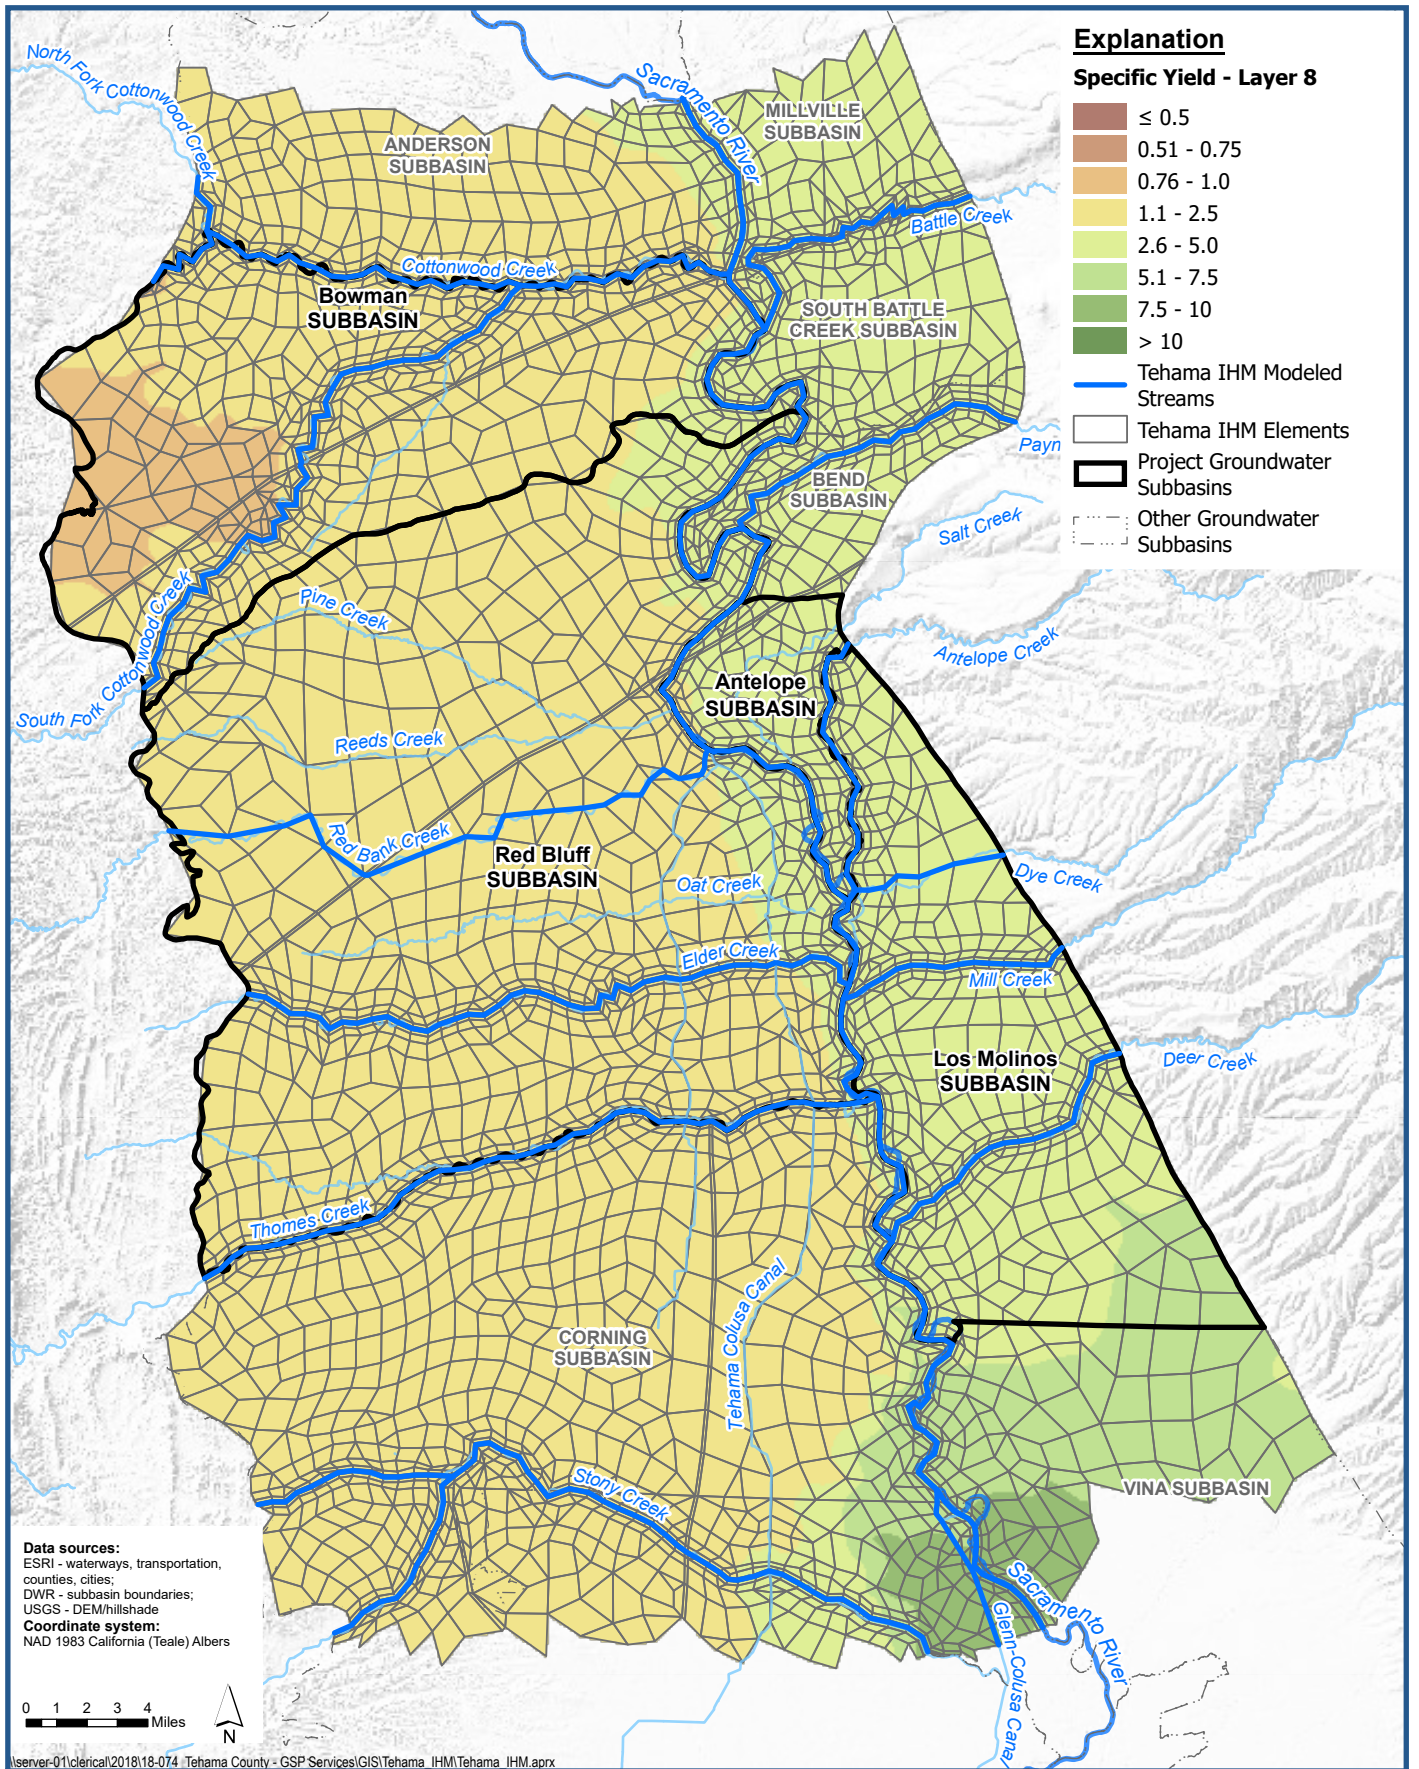 Explanation
Specific Yield - Layer 8
≤ 0.5
0.51 - 0.75
0.76 - 1.0
1.1 - 2.5
2.6 - 5.0
5.1 - 7.5
7.5 - 10
> 10
Tehama IHM Modeled
Streams
Tehama IHM Elements
Project Groundwater
Subbasins
Other Groundwater
Subbasins
North Fork Cottonwood Creek
Sacramento River
MILLVILLE
SUBBASIN
ANDERSON
SUBBASIN
Battle Creek
Cottonwood Creek
Bowman
SUBBASIN
SOUTH BATTLE
CREEK SUBBASIN
Payn
BEND
SUBBASIN
Salt Creek
Pine Creek
Antelope Creek
South Fork Cottonwood Creek
Antelope
SUBBASIN
Reeds Creek
Red Bank Creek
Red Bluff
SUBBASIN
Oat Creek
Dye Creek
Elder Creek
Mill Creek
Los Molinos
SUBBASIN
Deer Creek
Thomes Creek
Tehama Colusa Canal
CORNING
SUBBASIN
Stony Creek
VINA SUBBASIN
Sacramento River
Glenn-Colusa Canal
Data sources:
ESRI - waterways, transportation,
counties, cities;
DWR - subbasin boundaries;
USGS - DEM/hillshade
Coordinate system:
NAD 1983 California (Teale) Albers
0 1 2 3 4
Miles
N
\\server-01\clerical\2018\18-074_Tehama County - GSP Services\GIS\Tehama_IHM\Tehama_IHM.aprx